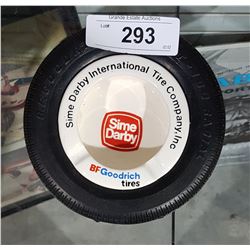 Grande Estate Auctions
Lot#
293
Sime Darby International Tire Company, Inc
Sime
Darby
BFGoodrich
tires